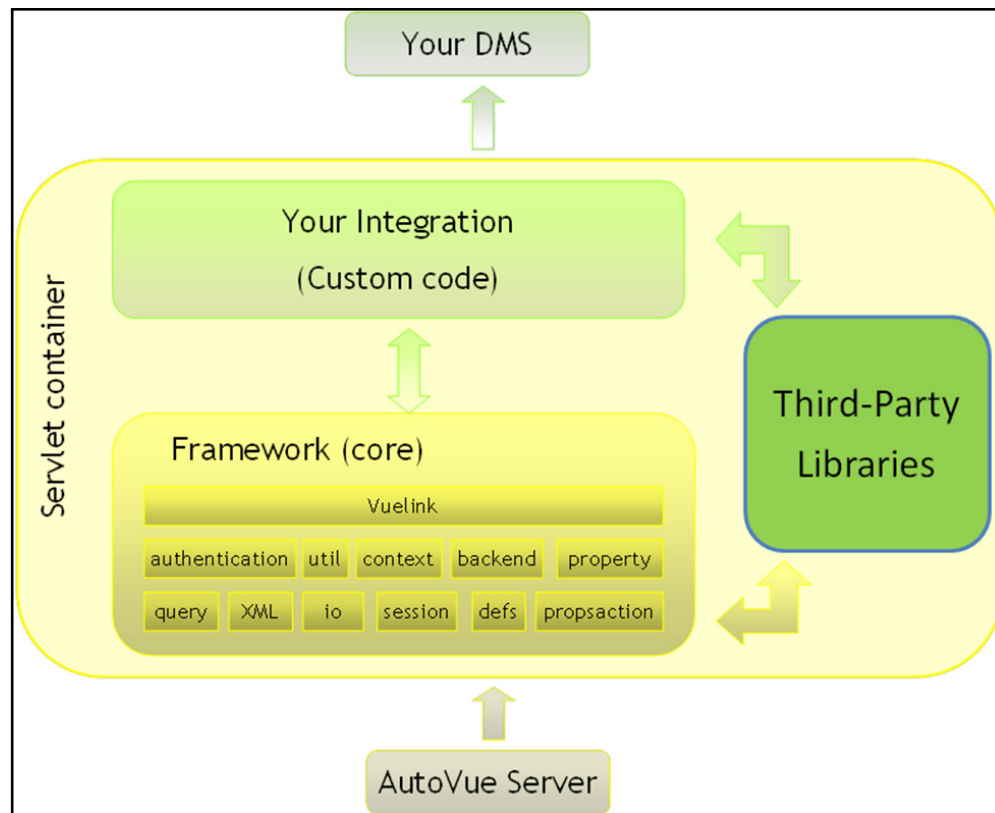 Your DMS
Servlet container
Your Integration
(Custom code)
Third-Party
Libraries
Framework (core)
Vuelink
authentication util context backend property
query XML io session defs propsaction
AutoVue Server